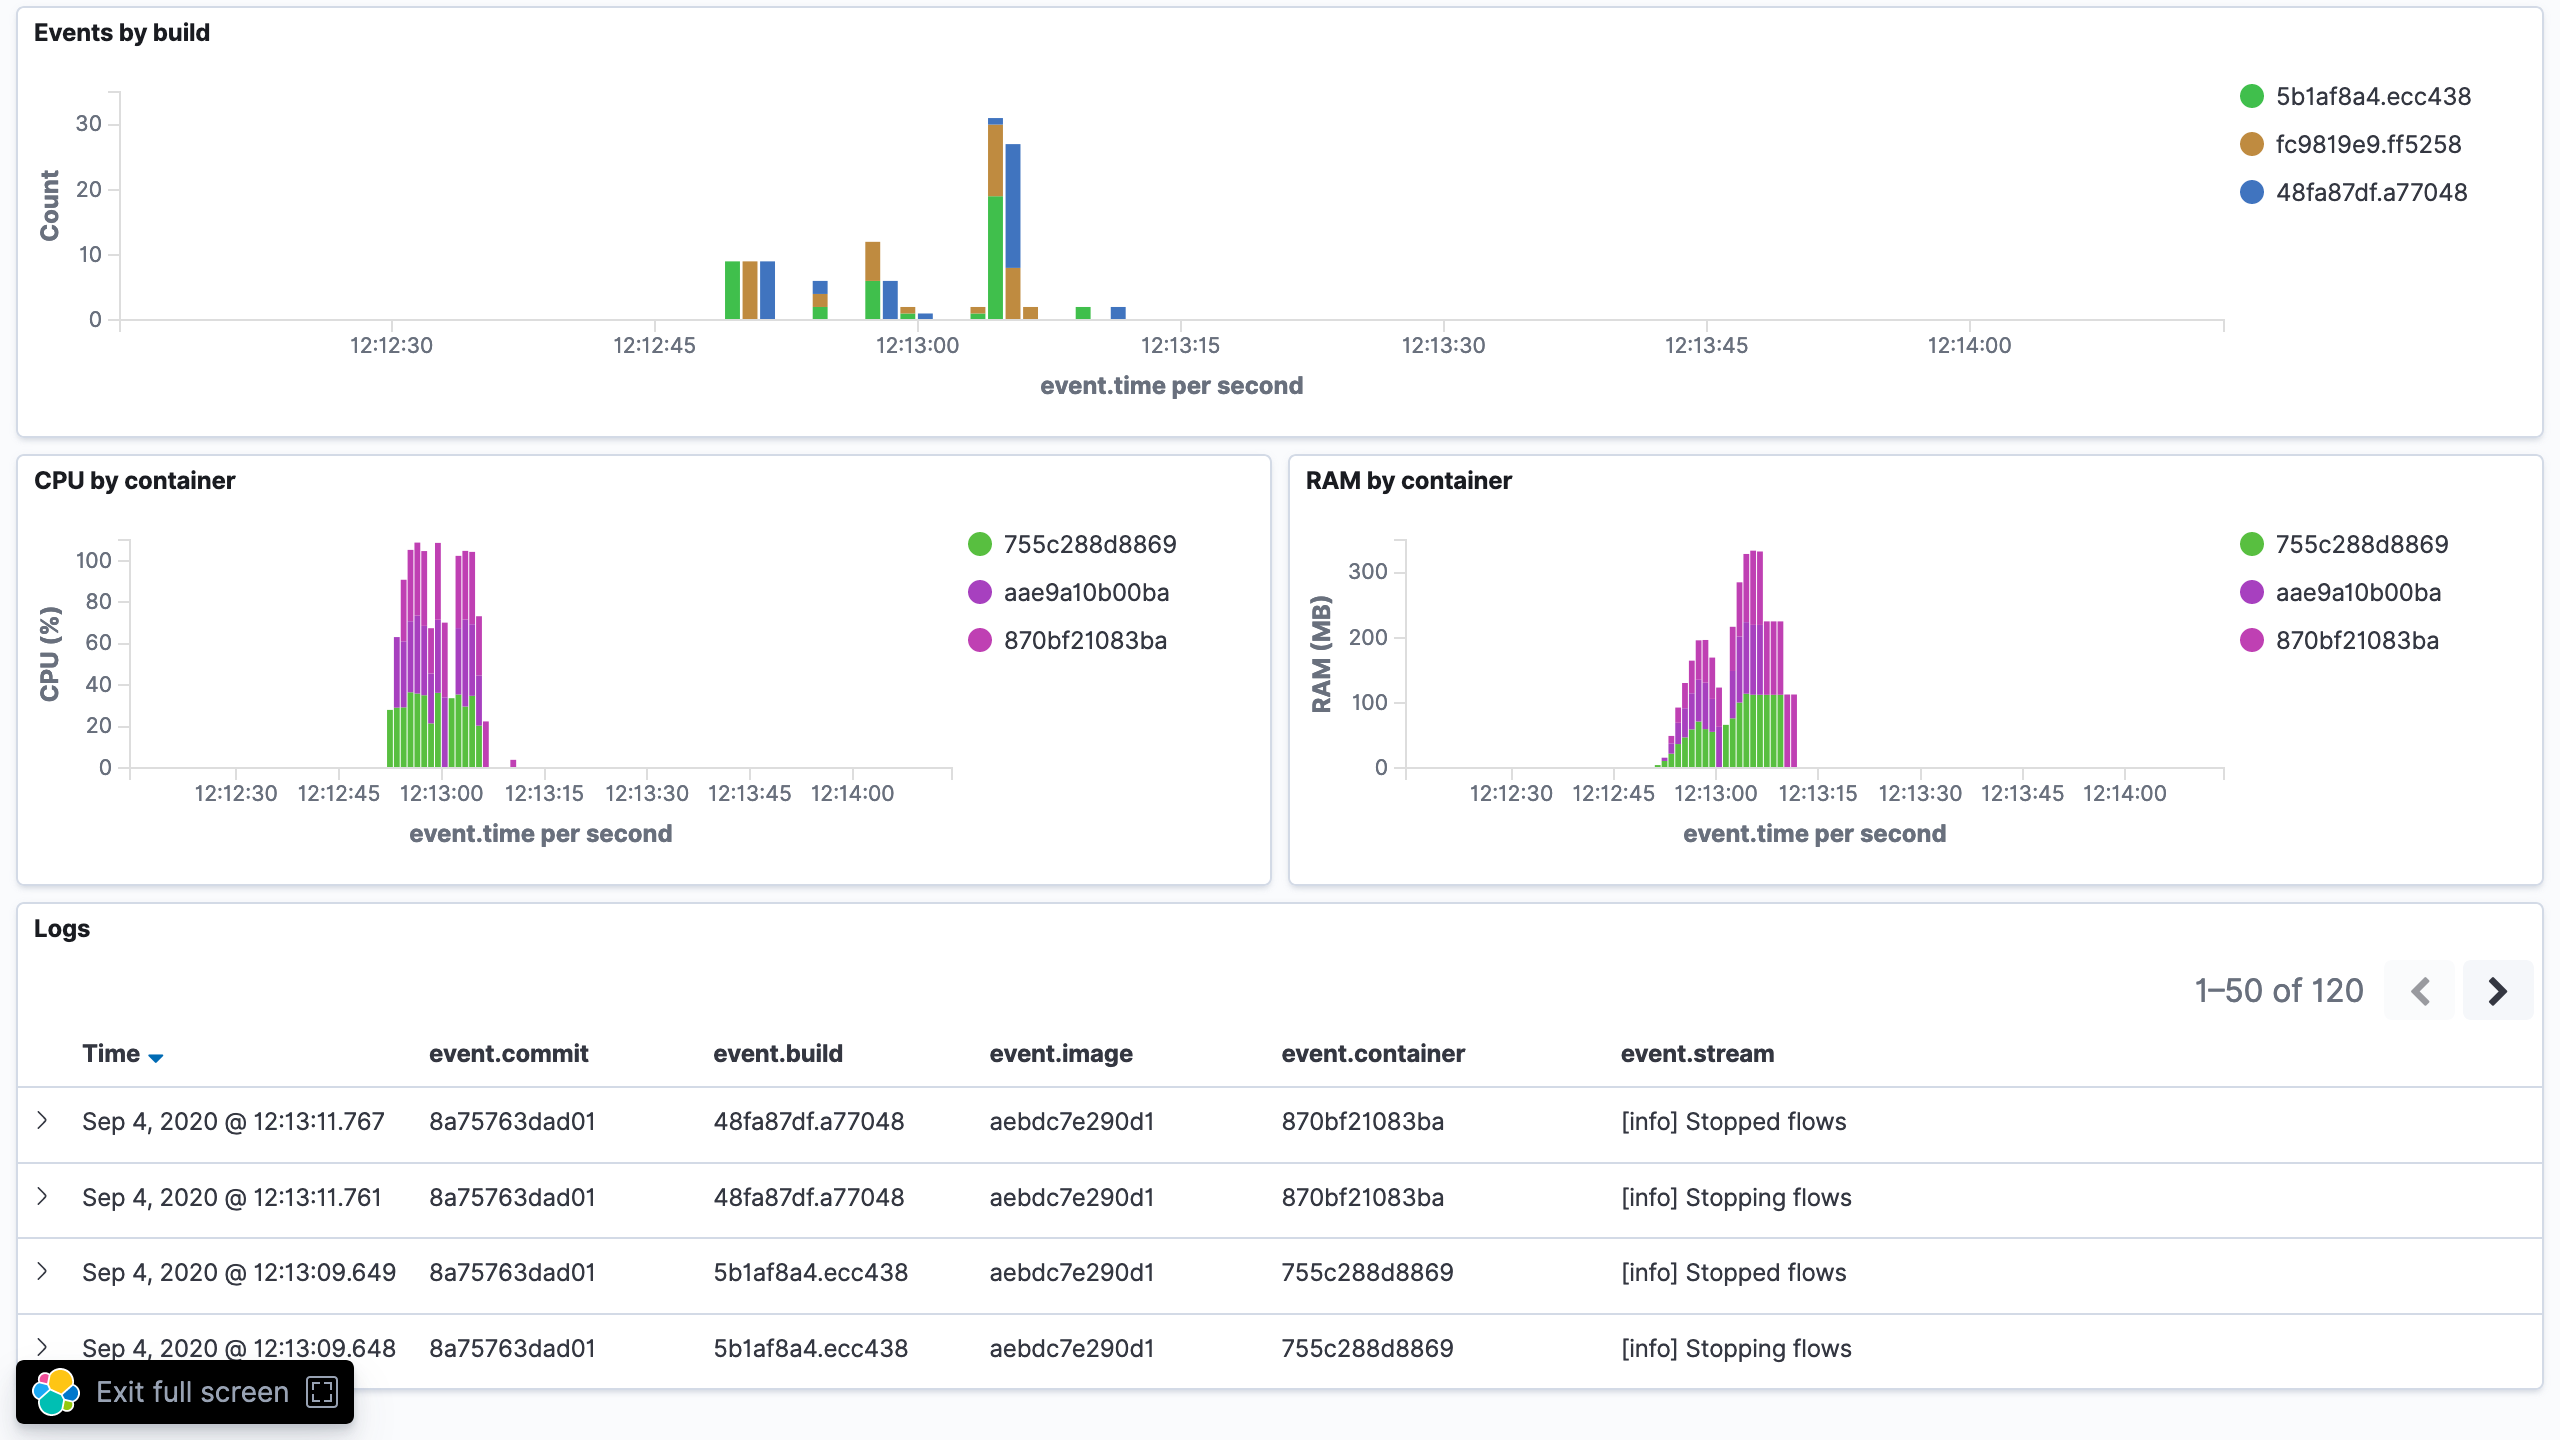 Events by build
Count
30
20
10
0
12:12:30 12:12:45 12:13:00 12:13:15 12:13:30 12:13:45 12:14:00
event.time per second
5b1af8a4.ecc438
fc9819e9.ff5258
48fa87df.a77048
CPU by container
CPU (%)
100
80
60
40
20
0
12:12:30 12:12:45 12:13:00 12:13:15 12:13:30 12:13:45 12:14:00
event.time per second
755c288d8869
aae9a10b00ba
870bf21083ba
RAM by container
RAM (MB)
300
200
100
0
12:12:30 12:12:45 12:13:00 12:13:15 12:13:30 12:13:45 12:14:00
event.time per second
755c288d8869
aae9a10b00ba
870bf21083ba
Logs
1–50 of 120
Time event.commit event.build event.image event.container event.stream
Sep 4, 2020 @ 12:13:11.767 8a75763dad01 48fa87df.a77048 aebdc7e290d1 870bf21083ba [info] Stopped flows
Sep 4, 2020 @ 12:13:11.761 8a75763dad01 48fa87df.a77048 aebdc7e290d1 870bf21083ba [info] Stopping flows
Sep 4, 2020 @ 12:13:09.649 8a75763dad01 5b1af8a4.ecc438 aebdc7e290d1 755c288d8869 [info] Stopped flows
Sep 4, 2020 @ 12:13:09.648 8a75763dad01 5b1af8a4.ecc438 aebdc7e290d1 755c288d8869 [info] Stopping flows
Exit full screen